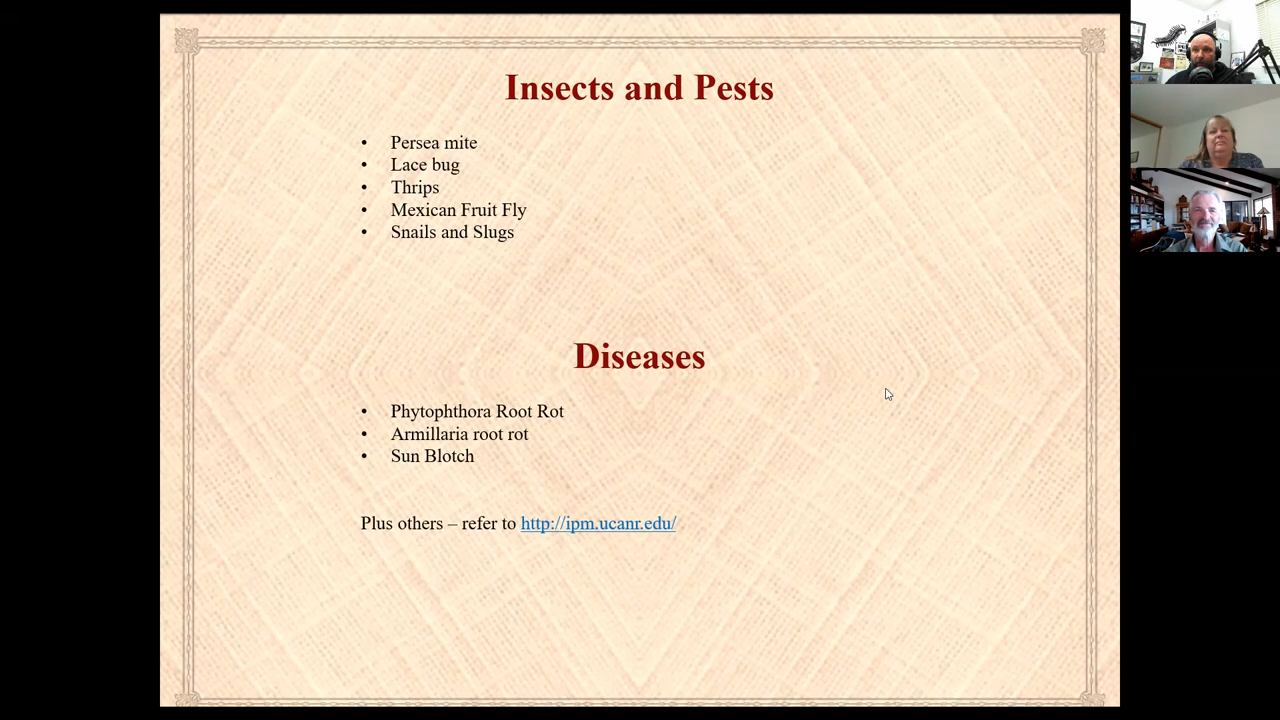 Insects and Pests
• Persea mite
• Lace bug
• Thrips
• Mexican Fruit Fly
• Snails and Slugs
Diseases
• Phytophthora Root Rot
• Armillaria root rot
• Sun Blotch
Plus others – refer to http://ipm.ucanr.edu/